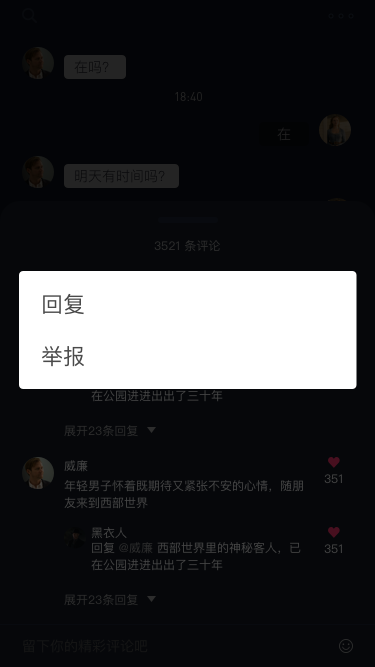 在吗?
18:40
在
明天有时间吗?
3521 条评论
回复
举报
在公园进进出出了三十年
展开23条回复
威廉
年轻男子怀着既期待又紧张不安的心情，随朋
友来到西部世界
351
黑衣人
回复 @威廉 西部世界里的神秘客人，已
在公园进进出出了三十年
351
展开23条回复
留下你的精彩评论吧